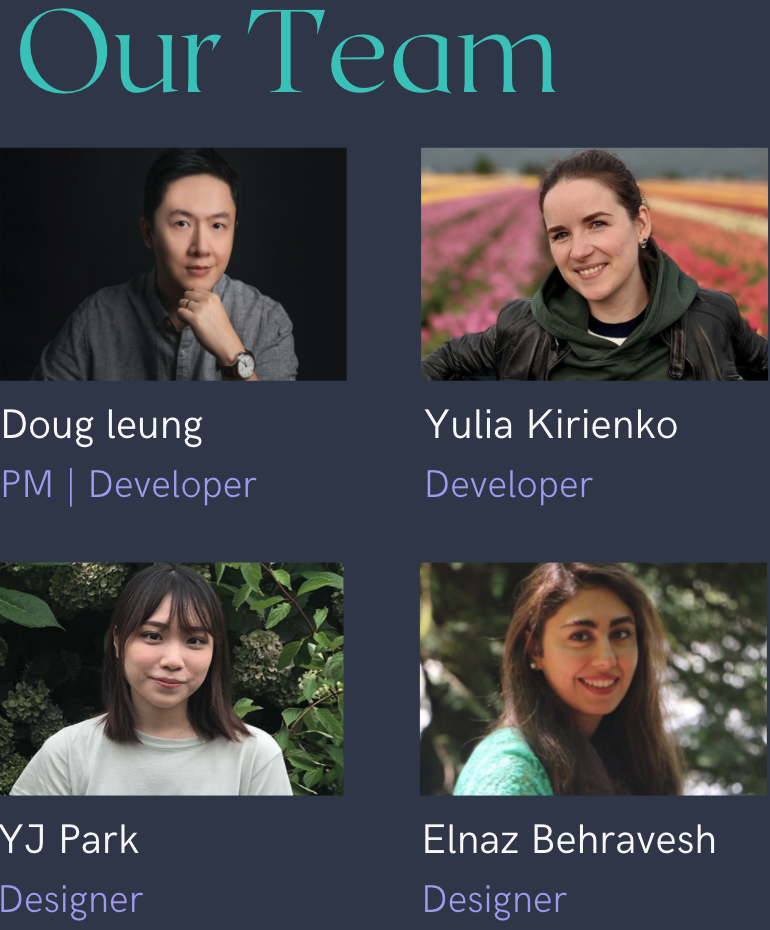 Our Team
Doug leung
PM | Developer
Yulia Kirienko
Developer
YJ Park
Designer
Elnaz Behravesh
Designer